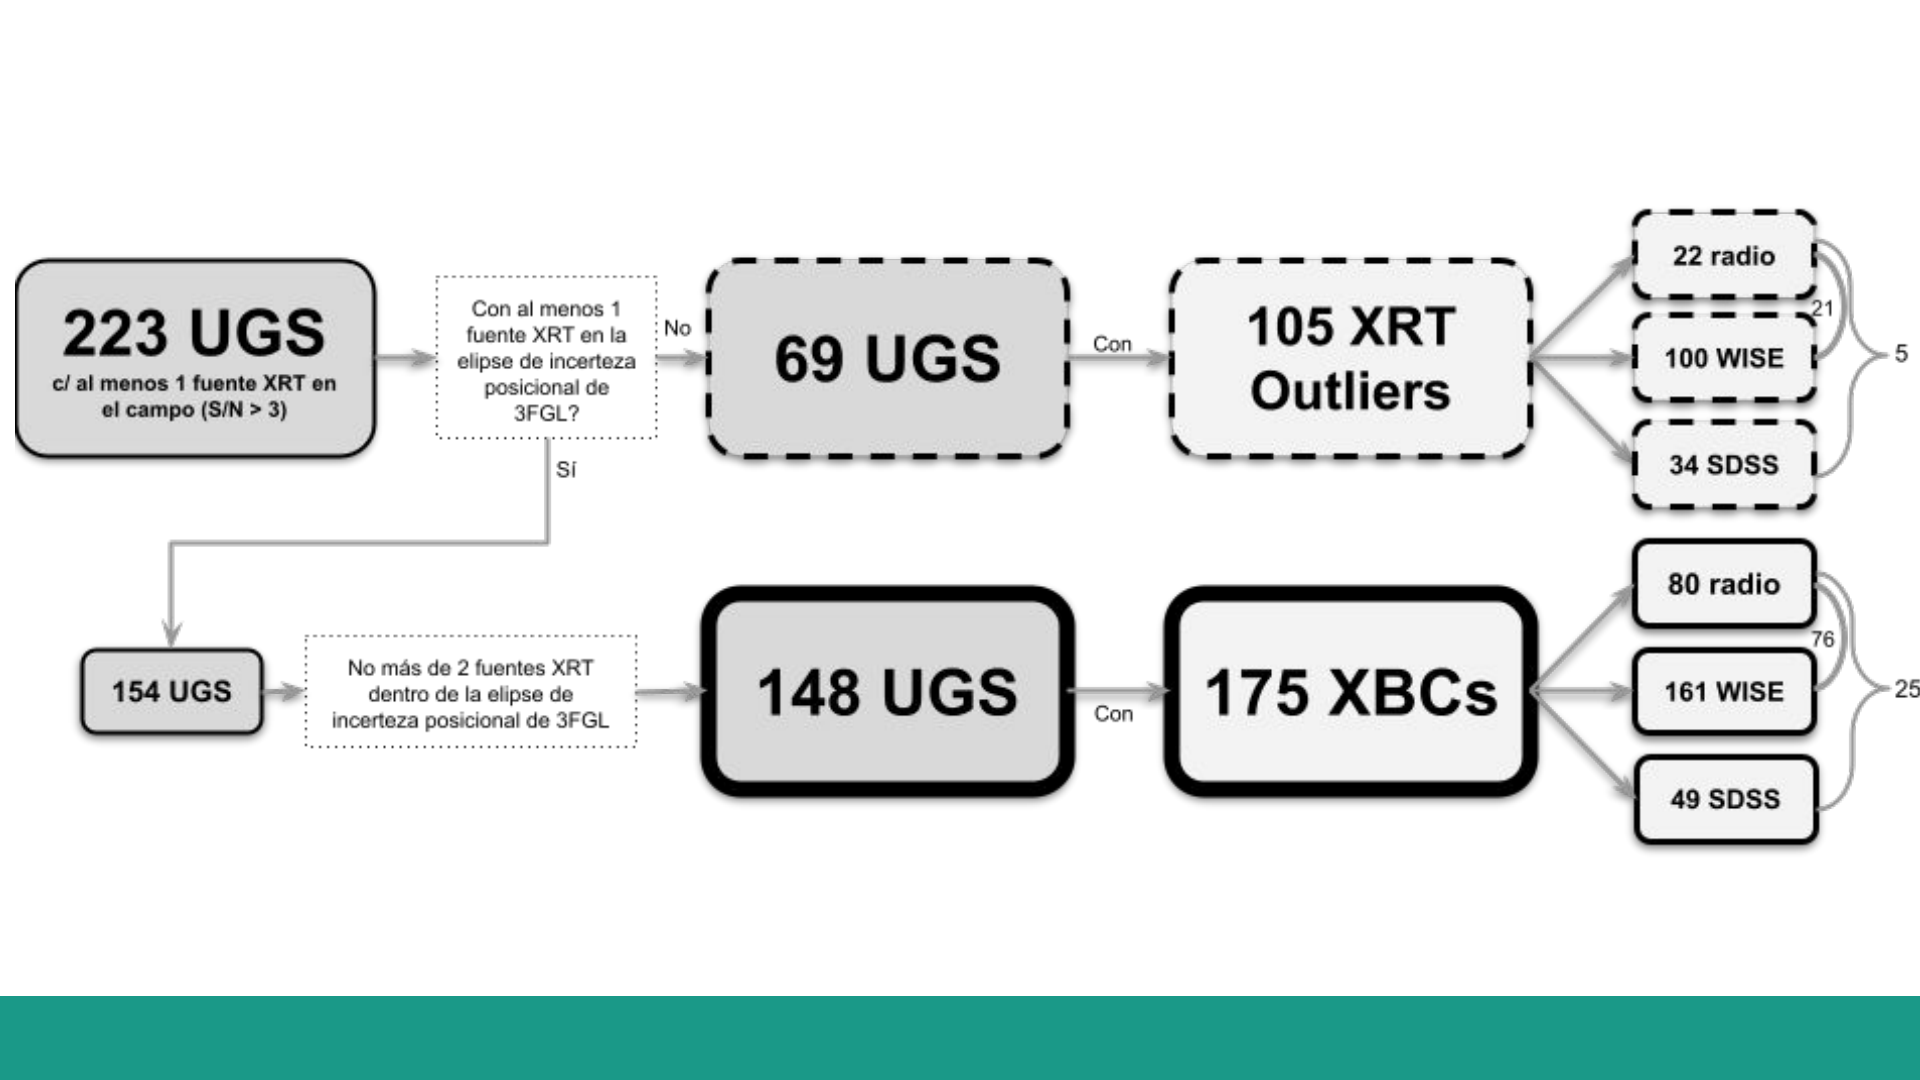 223 UGS
c/ al menos 1 fuente XRT en
el campo (S/N > 3)
Con al menos 1
fuente XRT en la
elipse de incerteza
posicional de
3FGL?
No
Sí
69 UGS
Con
105 XRT
Outliers
22 radio
21
100 WISE
5
34 SDSS
154 UGS
No más de 2 fuentes XRT
dentro de la elipse de
incerteza posicional de 3FGL
148 UGS
Con
175 XBCs
80 radio
76
161 WISE
25
49 SDSS